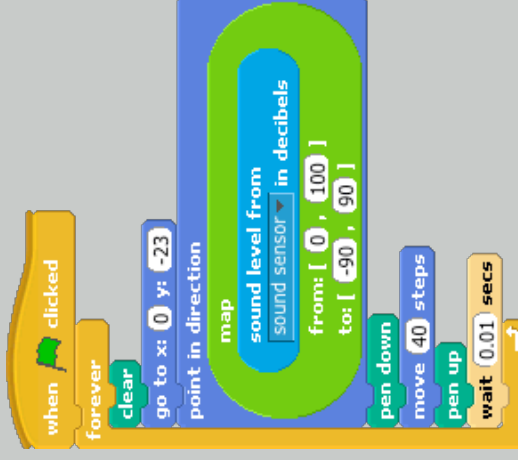 when clicked
forever
clear
go to x: 0 y: -23
point in direction
map
sound level from
sound sensor ▼ in decibels
from: [ 0 , 100 ]
to: [ -90 , 90 ]
pen down
move 40 steps
pen up
wait 0.01 secs